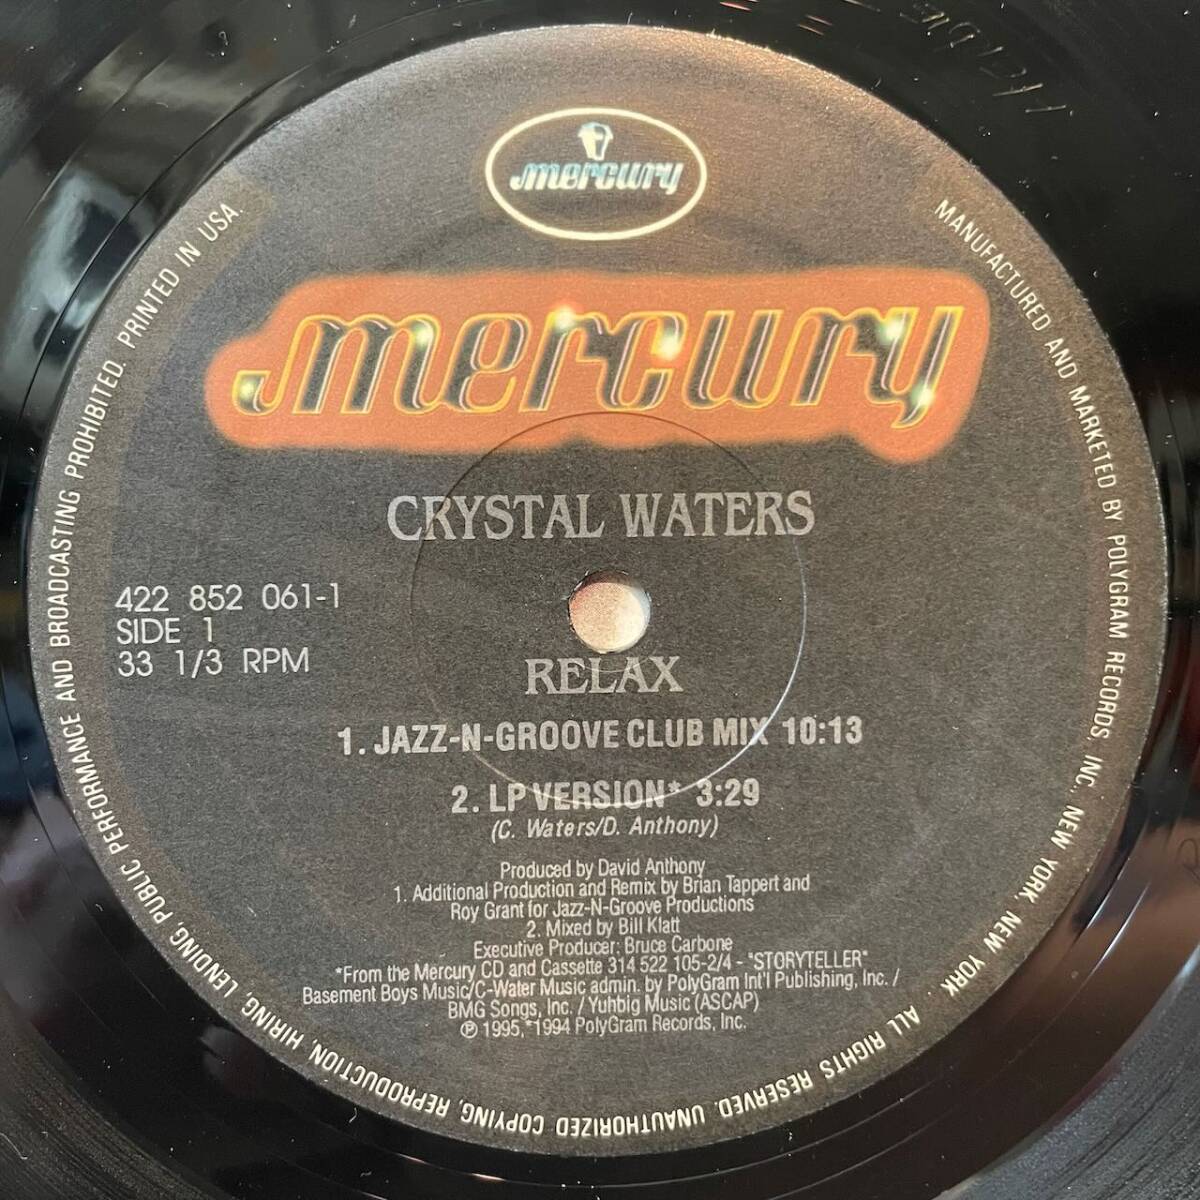 mercury
mercury
CRYSTAL WATERS
422 852 061-1
SIDE 1
33 1/3 RPM
RELAX
1. JAZZ-N-GROOVE CLUB MIX 10:13
2. LP VERSION* 3:29
(C. Waters/D. Anthony)
Produced by David Anthony
1. Additional Production and Remix by Brian Tappert and
Roy Grant for Jazz-N-Groove Productions
2. Mixed by Bill Klatt
Executive Producer: Bruce Carbone
*From the Mercury CD and Cassette 314 522 105-2/4 - "STORYTELLER"
Basement Boys Music/C-Water Music admin. by PolyGram Int'l Publishing, Inc. /
BMG Songs, Inc. / Yuhbig Music (ASCAP)
℗ 1995, *1994 PolyGram Records, Inc.
MANUFACTURED AND MARKETED BY POLYGRAM RECORDS, INC. NEW YORK, NEW YORK. ALL RIGHTS RESERVED. UNAUTHORIZED COPYING, REPRODUCTION, HIRING, LENDING, PUBLIC PERFORMANCE AND BROADCASTING PROHIBITED. PRINTED IN USA.